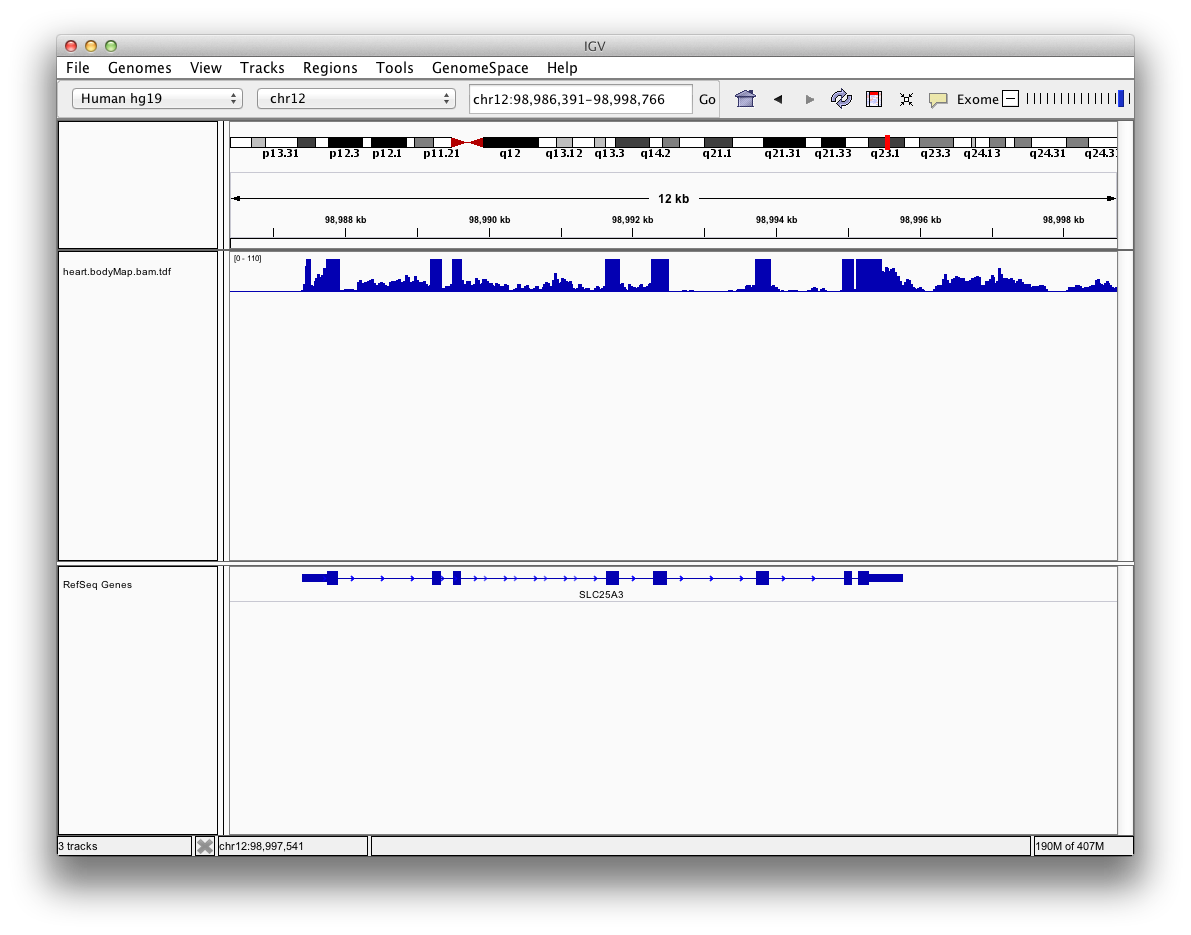 IGV
File Genomes View Tracks Regions Tools GenomeSpace Help
Human hg19 chr12 chr12:98,986,391-98,998,766 Go Exome
p13.31 p12.3 p12.1 p11.21 q12 q13.12 q13.3 q14.2 q21.1 q21.31 q21.33 q23.1 q23.3 q24.13 q24.31 q24.3
12 kb
98,988 kb 98,990 kb 98,992 kb 98,994 kb 98,996 kb 98,998 kb
[0 - 110]
heart.bodyMap.bam.tdf
RefSeq Genes
SLC25A3
3 tracks chr12:98,997,541 190M of 407M